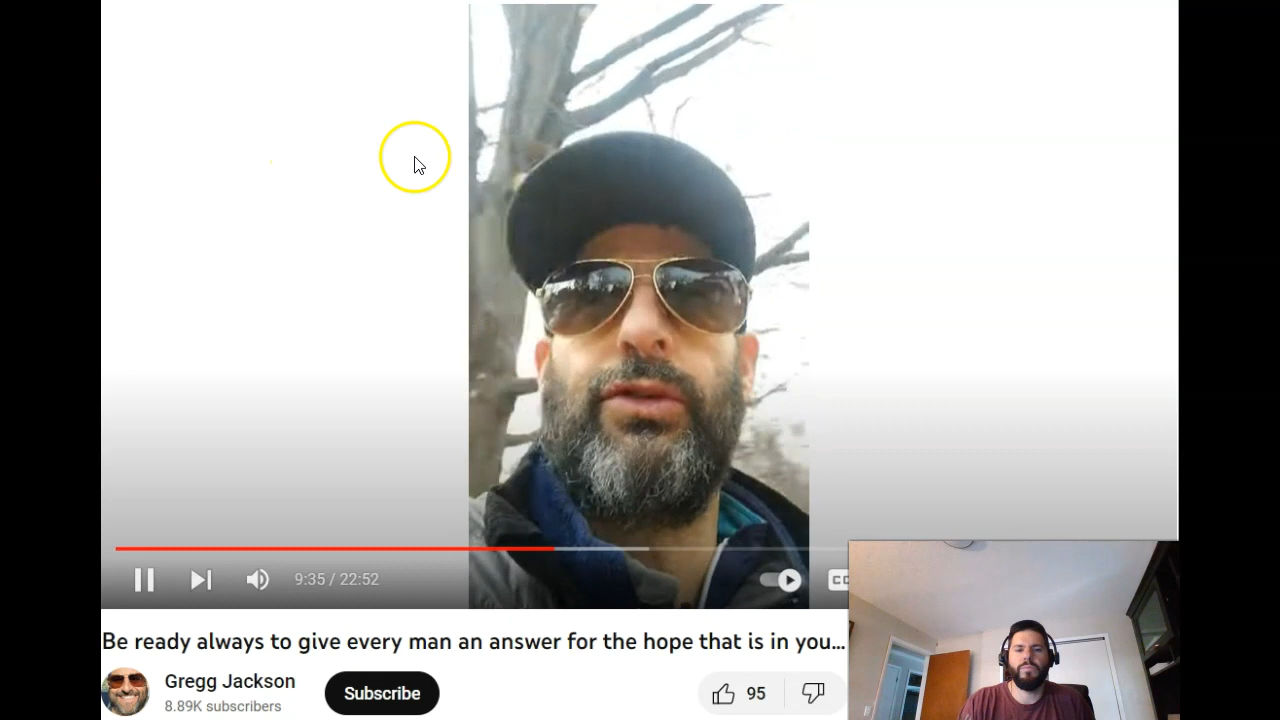 9:35 / 22:52
CC
Be ready always to give every man an answer for the hope that is in you...
Gregg Jackson
8.89K subscribers
Subscribe
95